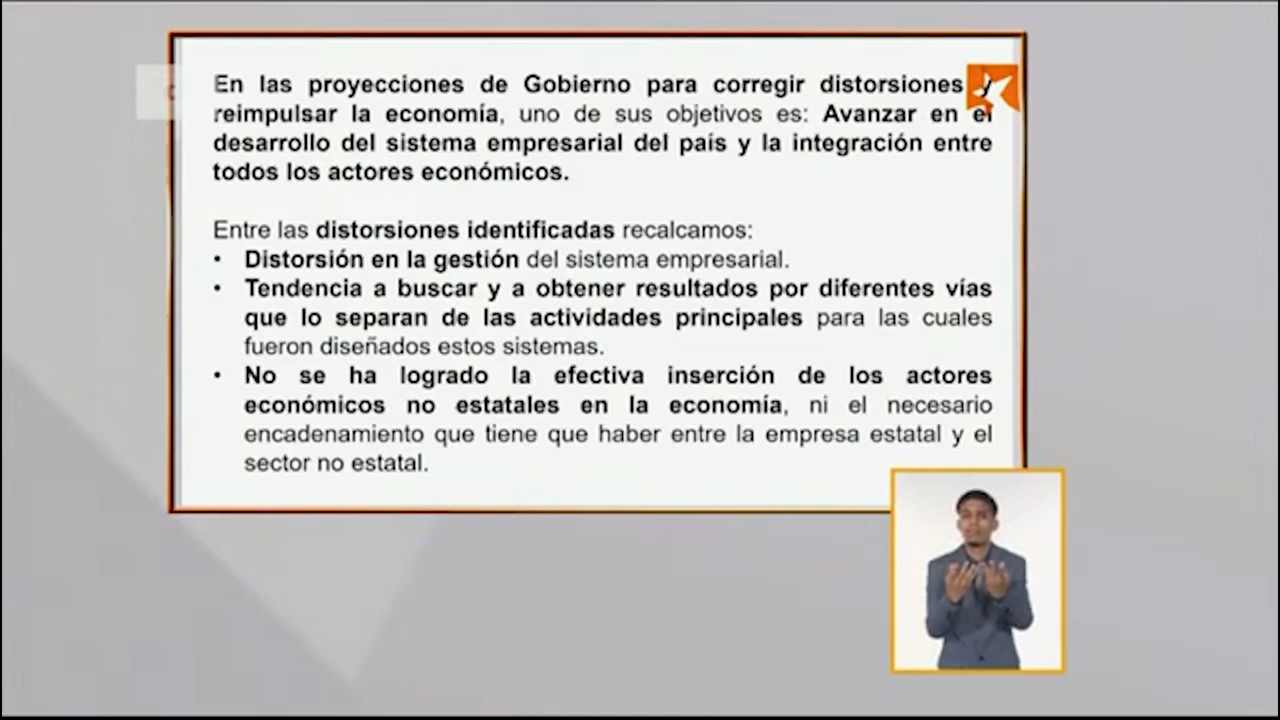 En las proyecciones de Gobierno para corregir distorsiones y
reimpulsar la economía, uno de sus objetivos es: Avanzar en el
desarrollo del sistema empresarial del país y la integración entre
todos los actores económicos.
Entre las distorsiones identificadas recalcamos:
• Distorsión en la gestión del sistema empresarial.
• Tendencia a buscar y a obtener resultados por diferentes vías
que lo separan de las actividades principales para las cuales
fueron diseñados estos sistemas.
• No se ha logrado la efectiva inserción de los actores
económicos no estatales en la economía, ni el necesario
encadenamiento que tiene que haber entre la empresa estatal y el
sector no estatal.